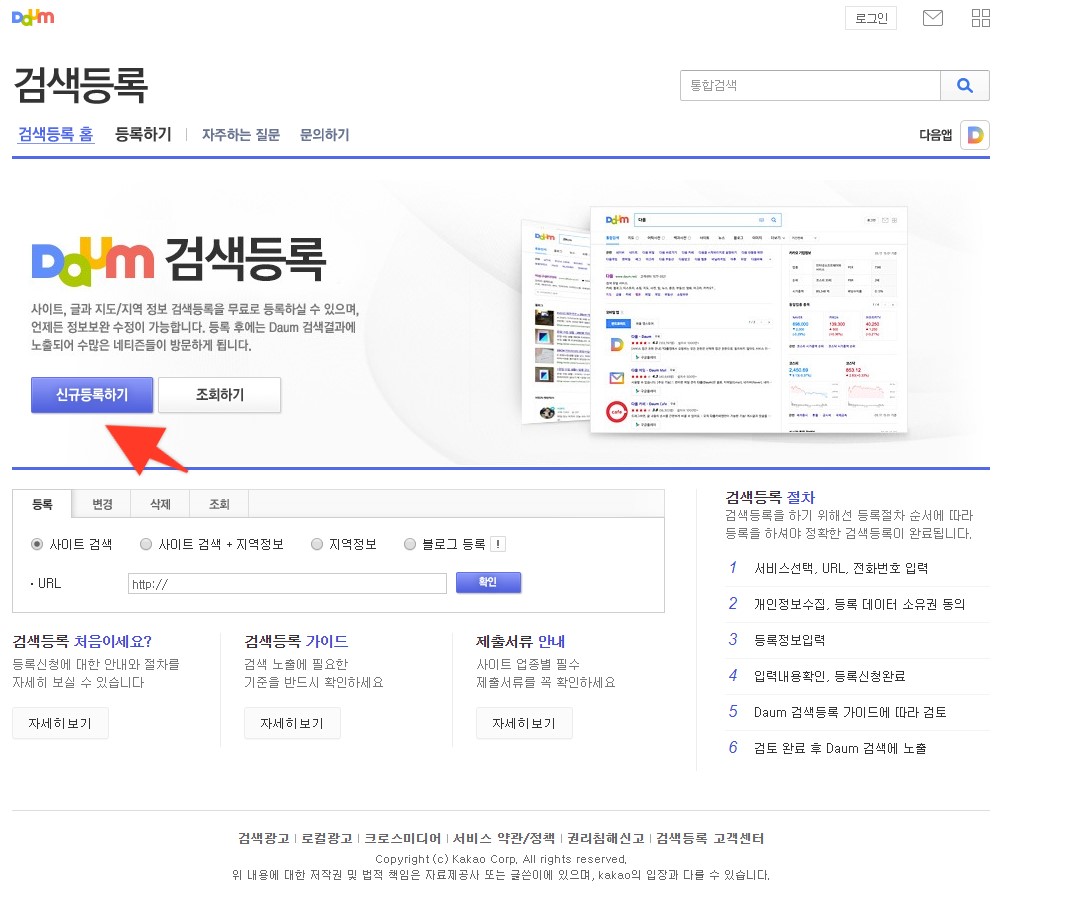 Daum
로그인
검색등록
통합검색
검색등록 홈 등록하기 자주하는 질문 문의하기
다음앱
Daum 검색등록
사이트, 글과 지도/지역 정보 검색등록을 무료로 등록하실 수 있으며,
언제든 정보보완 수정이 가능합니다. 등록 후에는 Daum 검색결과에
노출되어 수많은 네티즌들이 방문하게 됩니다.
신규등록하기 조회하기
등록 변경 삭제 조회
사이트 검색 사이트 검색 + 지역정보 지역정보 블로그 등록 !
· URL http:// 확인
검색등록 처음이세요?
등록신청에 대한 안내와 절차를
자세히 보실 수 있습니다
자세히보기
검색등록 가이드
검색 노출에 필요한
기준을 반드시 확인하세요
자세히보기
제출서류 안내
사이트 업종별 필수
제출서류를 꼭 확인하세요
자세히보기
검색등록 절차
검색등록을 하기 위해선 등록절차 순서에 따라
등록을 하셔야 정확한 검색등록이 완료됩니다.
1 서비스선택, URL, 전화번호 입력
2 개인정보수집, 등록 데이터 소유권 동의
3 등록정보입력
4 입력내용확인, 등록신청완료
5 Daum 검색등록 가이드에 따라 검토
6 검토 완료 후 Daum 검색에 노출
검색광고 | 로컬광고 | 크로스미디어 | 서비스 약관/정책 | 권리침해신고 | 검색등록 고객센터
Copyright (c) Kakao Corp. All rights reserved.
위 내용에 대한 저작권 및 법적 책임은 자료제공사 또는 글쓴이에 있으며, kakao의 입장과 다를 수 있습니다.